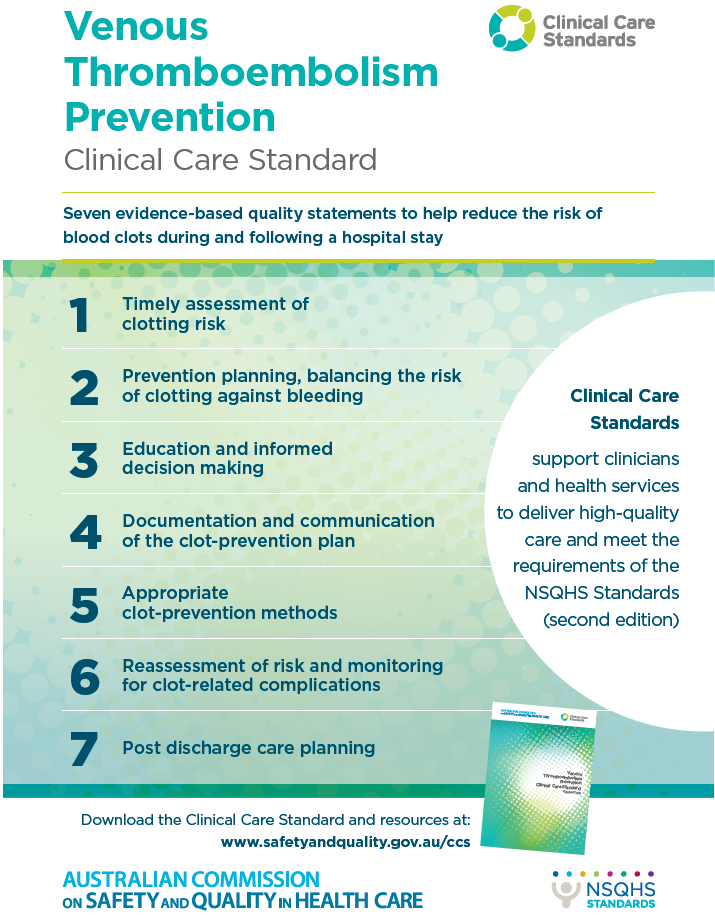 Venous
Thromboembolism
Prevention
Clinical Care Standard
Clinical Care
Standards
Seven evidence-based quality statements to help reduce the risk of
blood clots during and following a hospital stay
1 Timely assessment of
clotting risk
2 Prevention planning, balancing the risk
of clotting against bleeding
3 Education and informed
decision making
4 Documentation and communication
of the clot-prevention plan
5 Appropriate
clot-prevention methods
6 Reassessment of risk and monitoring
for clot-related complications
7 Post discharge care planning
Clinical Care
Standards
support clinicians
and health services
to deliver high-quality
care and meet the
requirements of the
NSQHS Standards
(second edition)
Clinical Care
Standards
Venous
Thromboembolism
Prevention
Clinical Care Standard
Download the Clinical Care Standard and resources at:
www.safetyandquality.gov.au/ccs
AUSTRALIAN COMMISSION
ON SAFETY AND QUALITY IN HEALTH CARE
NSQHS
STANDARDS